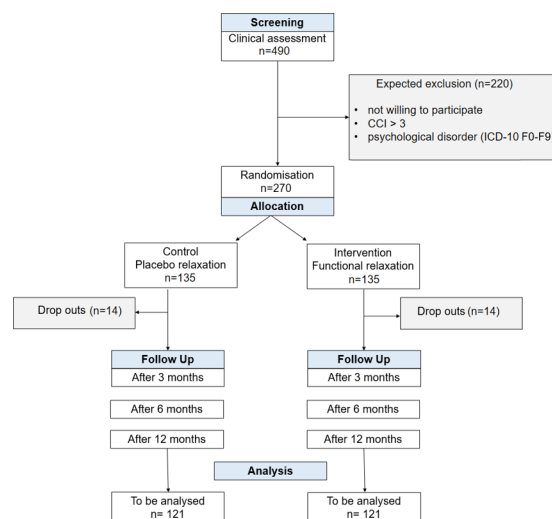 Screening
Clinical assessment
n=490
Expected exclusion (n=220)
• not willing to participate
• CCI > 3
• psychological disorder (ICD-10 F0-F9
Randomisation
n=270
Allocation
Control
Placebo relaxation
n=135
Intervention
Functional relaxation
n=135
Drop outs (n=14)
Drop outs (n=14)
Follow Up
Follow Up
After 3 months
After 3 months
After 6 months
After 6 months
After 12 months
After 12 months
Analysis
To be analysed
n= 121
To be analysed
n= 121